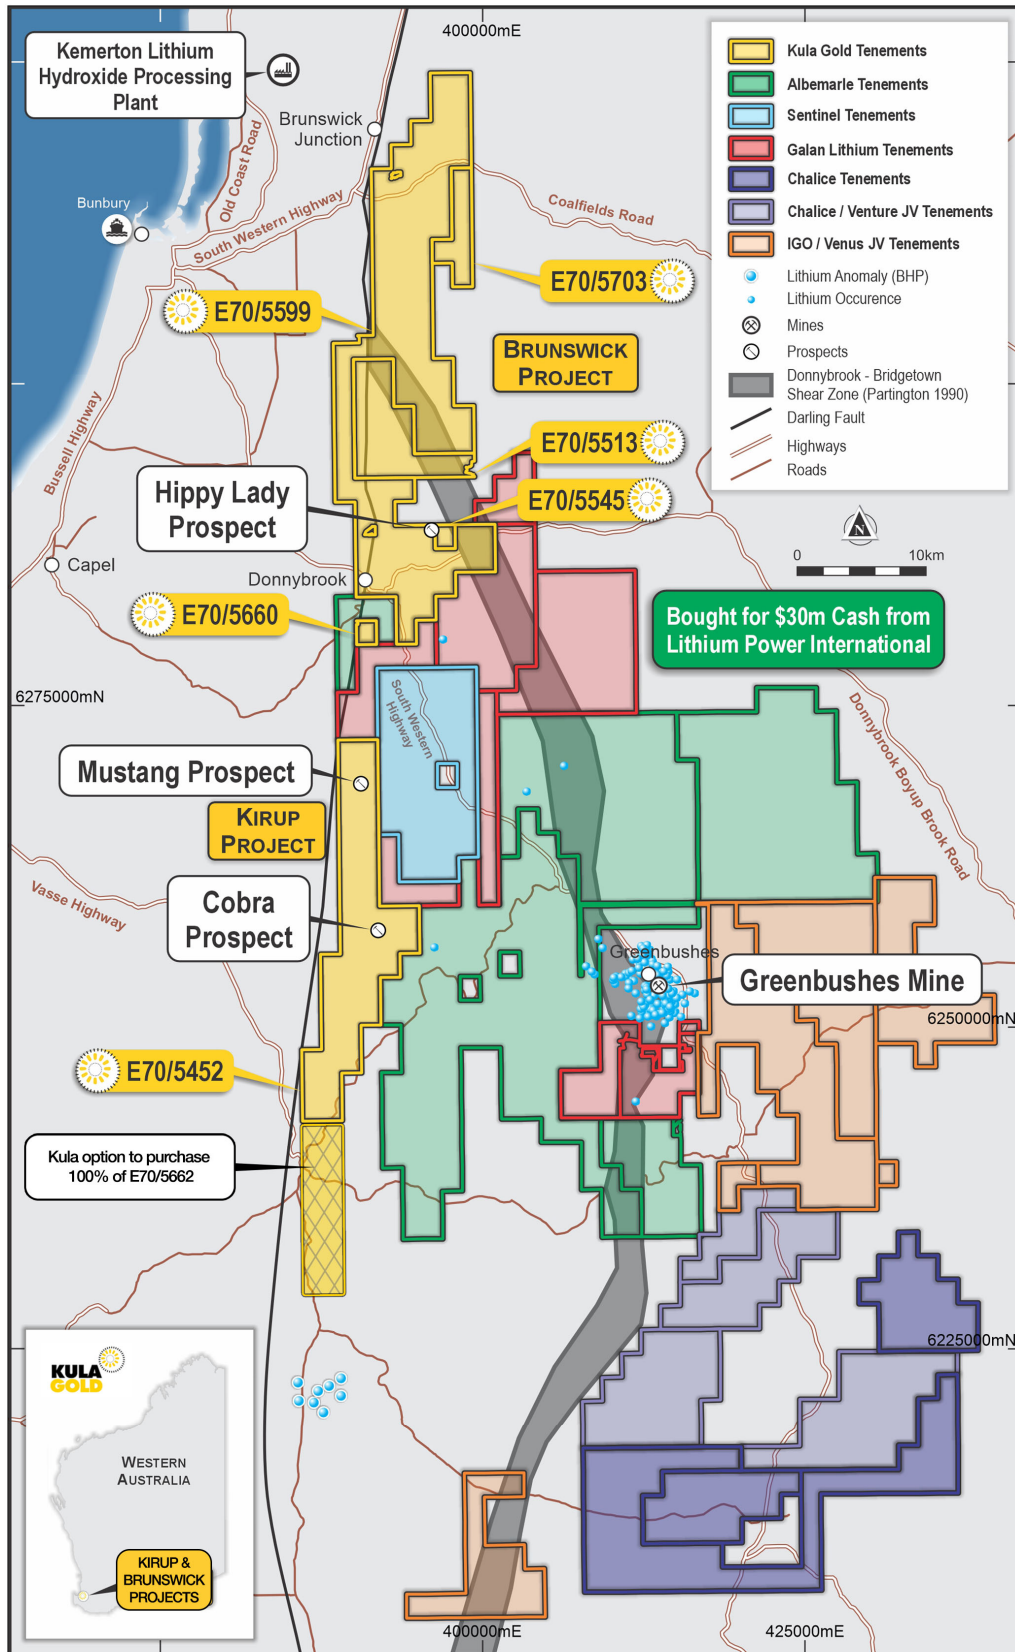 400000mE
Kemerton Lithium
Hydroxide Processing
Plant
Brunswick
Junction
Old Coast Road
Bunbury
South Western Highway
Coalfields Road
Kula Gold Tenements
Albemarle Tenements
Sentinel Tenements
Galan Lithium Tenements
Chalice Tenements
Chalice / Venture JV Tenements
IGO / Venus JV Tenements
Lithium Anomaly (BHP)
Lithium Occurence
Mines
Prospects
Donnybrook - Bridgetown
Shear Zone (Partington 1990)
Darling Fault
Highways
Roads
E70/5703
E70/5599
BRUNSWICK
PROJECT
Bussell Highway
E70/5513
Hippy Lady
Prospect
E70/5545
N
0 10km
Capel
Donnybrook
E70/5660
Bought for $30m Cash from
Lithium Power International
6275000mN
South Western
Highway
Donnybrook Boyup Brook Road
Mustang Prospect
KIRUP
PROJECT
Vasse Highway
Cobra
Prospect
Greenbushes
Greenbushes Mine
6250000mN
E70/5452
Kula option to purchase
100% of E70/5662
6225000mN
KULA
GOLD
WESTERN
AUSTRALIA
KIRUP &
BRUNSWICK
PROJECTS
400000mE
425000mE